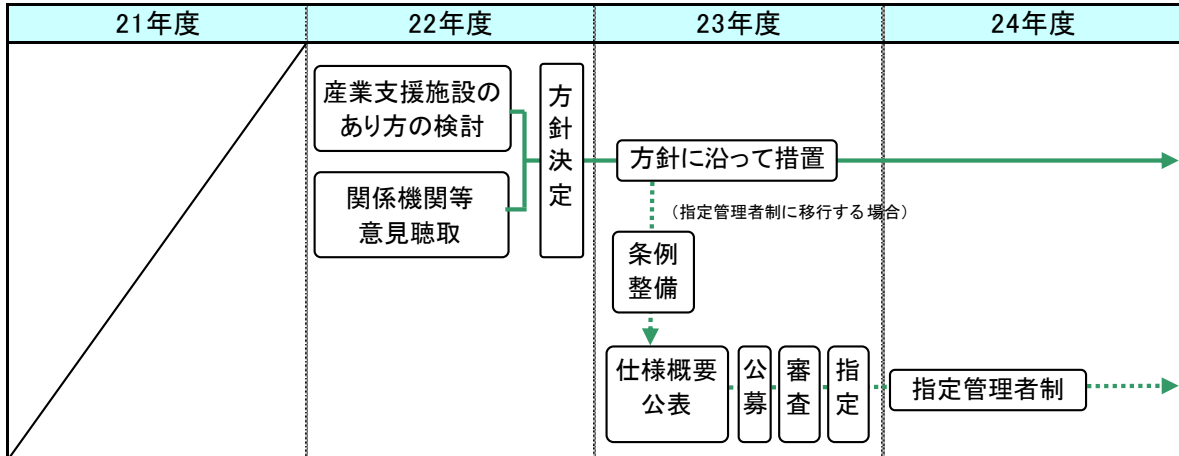 21年度
22年度
23年度
24年度
産業支援施設の
あり方の検討
関係機関等
意見聴取
方針決定
方針に沿って措置
（指定管理者制に移行する場合）
条例
整備
仕様概要
公表
公募
審査
指定
指定管理者制